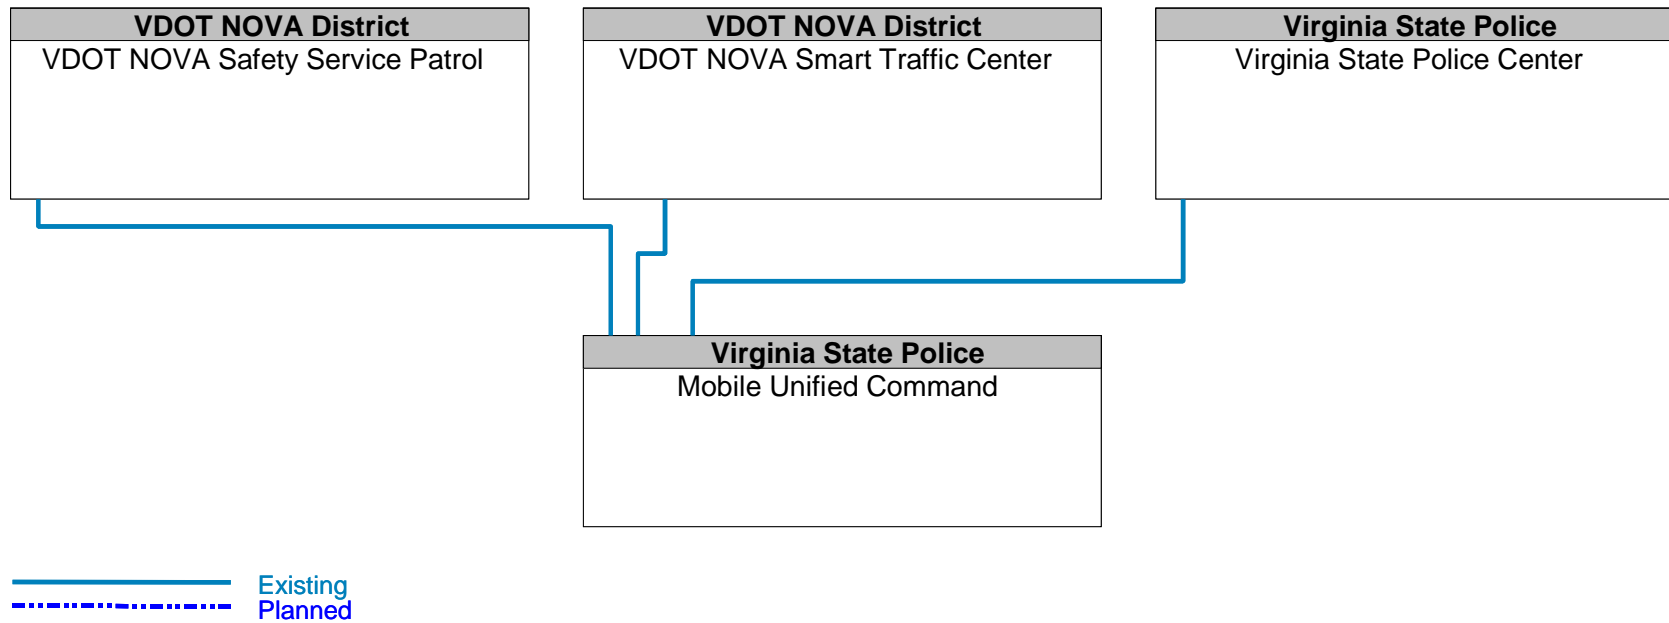 VDOT NOVA District
VDOT NOVA Safety Service Patrol
VDOT NOVA District
VDOT NOVA Smart Traffic Center
Virginia State Police
Virginia State Police Center
Virginia State Police
Mobile Unified Command
Existing
Planned